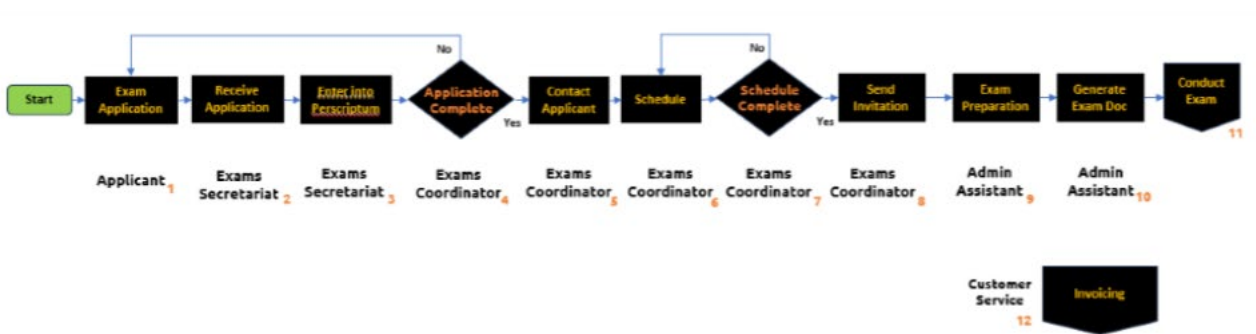 No
No
Start
Exam
Application
Receive
Application
Enter into
Perscriptum
Application
Complete
Contact
Applicant
Schedule
Schedule
Complete
Send
Invitation
Exam
Preparation
Generate
Exam Doc
Conduct
Exam
Yes
Yes
11
Applicant 1
Exams
Secretariat 2
Exams
Secretariat 3
Exams
Coordinator 4
Exams
Coordinator 5
Exams
Coordinator 6
Exams
Coordinator 7
Exams
Coordinator 8
Admin
Assistant 9
Admin
Assistant 10
Customer
Service
12
Invoicing